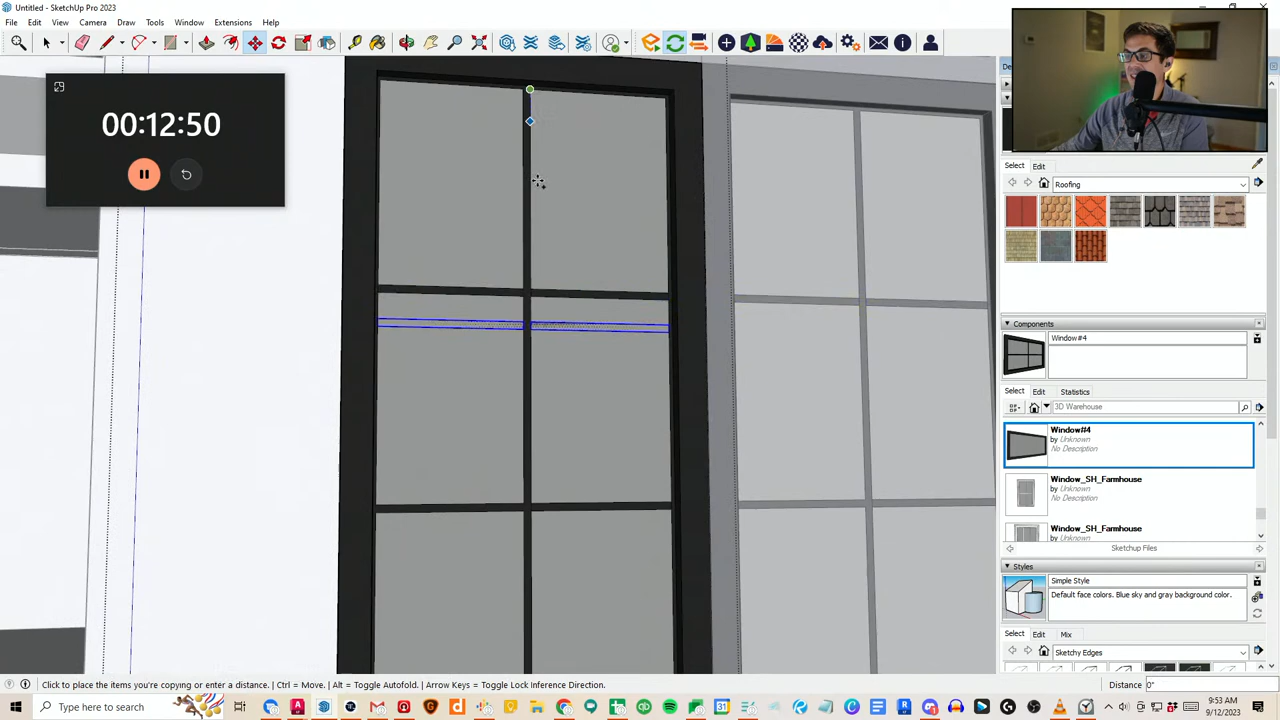 Untitled - SketchUp Pro 2023
File Edit View Camera Draw Tools Window Extensions Help
00:12:50
De
Select Edit
Roofing
Components
Window#4
Select Edit Statistics
3D Warehouse
Window#4
by Unknown
No Description
Window_SH_Farmhouse
by Unknown
No Description
Window_SH_Farmhouse
by Unknown
Sketchup Files
Styles
Simple Style
Default face colors. Blue sky and gray background color.
Select Edit Mix
Sketchy Edges
Click to place the items you're copying or enter a distance. | Ctrl = Move. | Alt = Toggle Autofold. | Arrow Keys = Toggle Lock Inference Direction.
Distance 0"
Type here to search
9:53 AM
9/12/2023